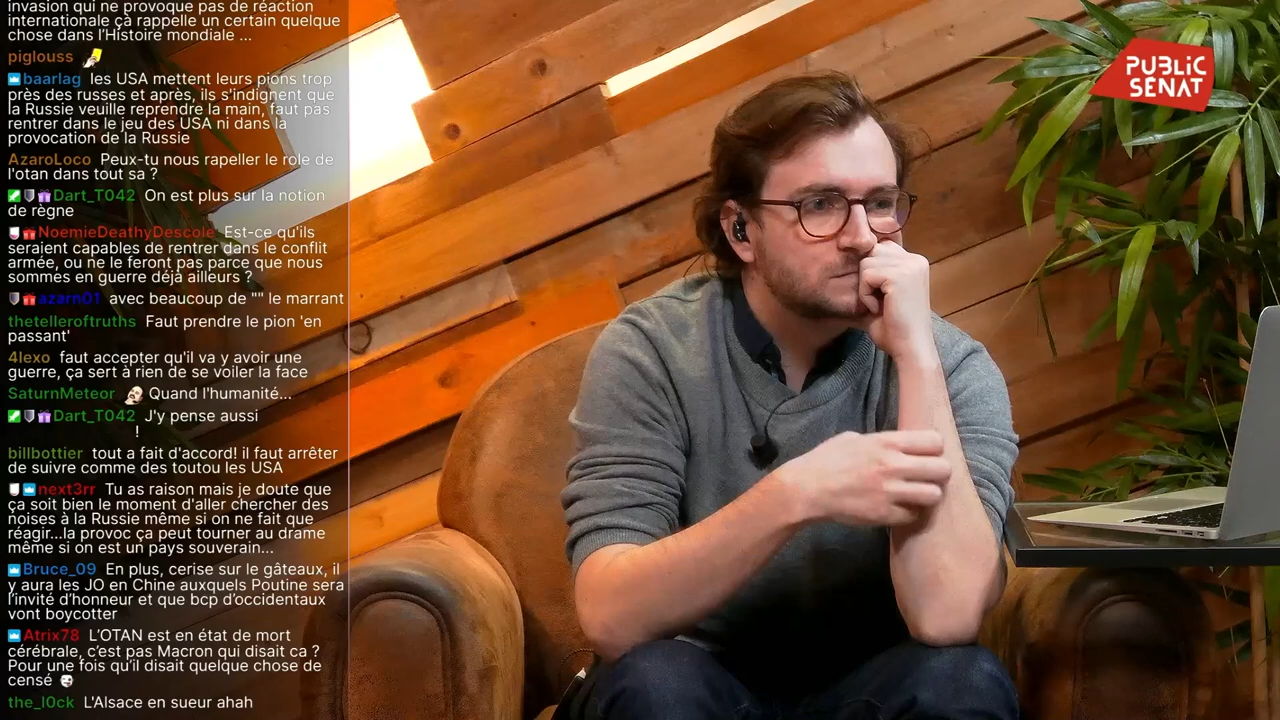 invasion qui ne provoque pas de réaction
internationale çà rappelle un certain quelque
chose dans l'Histoire mondiale ...
piglouss
baarlag les USA mettent leurs pions trop
près des russes et après, ils s'indignent que
la Russie veuille reprendre la main, faut pas
rentrer dans le jeu des USA ni dans la
provocation de la Russie
AzaroLoco Peux-tu nous rapeller le role de
l'otan dans tout sa ?
Dart_T042 On est plus sur la notion
de règne
NoemieDeathyDescole Est-ce qu'ils
seraient capables de rentrer dans le conflit
armée, ou ne le feront pas parce que nous
sommes en guerre déjà ailleurs ?
azarn01 avec beaucoup de "" le marrant
thetelleroftruths Faut prendre le pion 'en
passant'
4lexo faut accepter qu'il va y avoir une
guerre, ça sert à rien de se voiler la face
SaturnMeteor Quand l'humanité...
Dart_T042 J'y pense aussi
!
billbottier tout a fait d'accord! il faut arrêter
de suivre comme des toutou les USA
next3rr Tu as raison mais je doute que
ça soit bien le moment d'aller chercher des
noises à la Russie même si on ne fait que
réagir...la provoc ça peut tourner au drame
même si on est un pays souverain...
Bruce_09 En plus, cerise sur le gâteaux, il
y aura les JO en Chine auxquels Poutine sera
l'invité d'honneur et que bcp d'occidentaux
vont boycotter
Atrix78 L'OTAN est en état de mort
cérébrale, c'est pas Macron qui disait ca ?
Pour une fois qu'il disait quelque chose de
censé
the_l0ck L'Alsace en sueur ahah
PUBLIC
SÉNAT